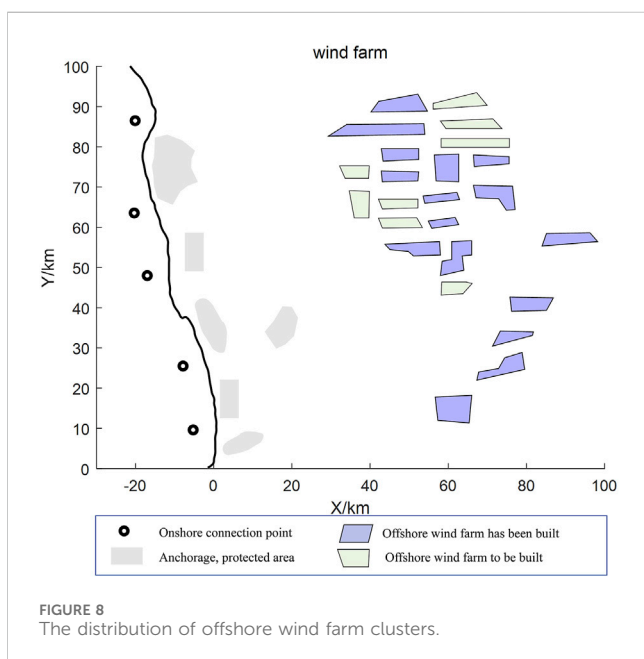 wind farm
100
90
80
70
60
50
40
30
20
10
0
Y/km
-20 0 20 40 60 80 100
X/km
Onshore connection point Offshore wind farm has been built
Anchorage, protected area Offshore wind farm to be built
FIGURE 8
The distribution of offshore wind farm clusters.